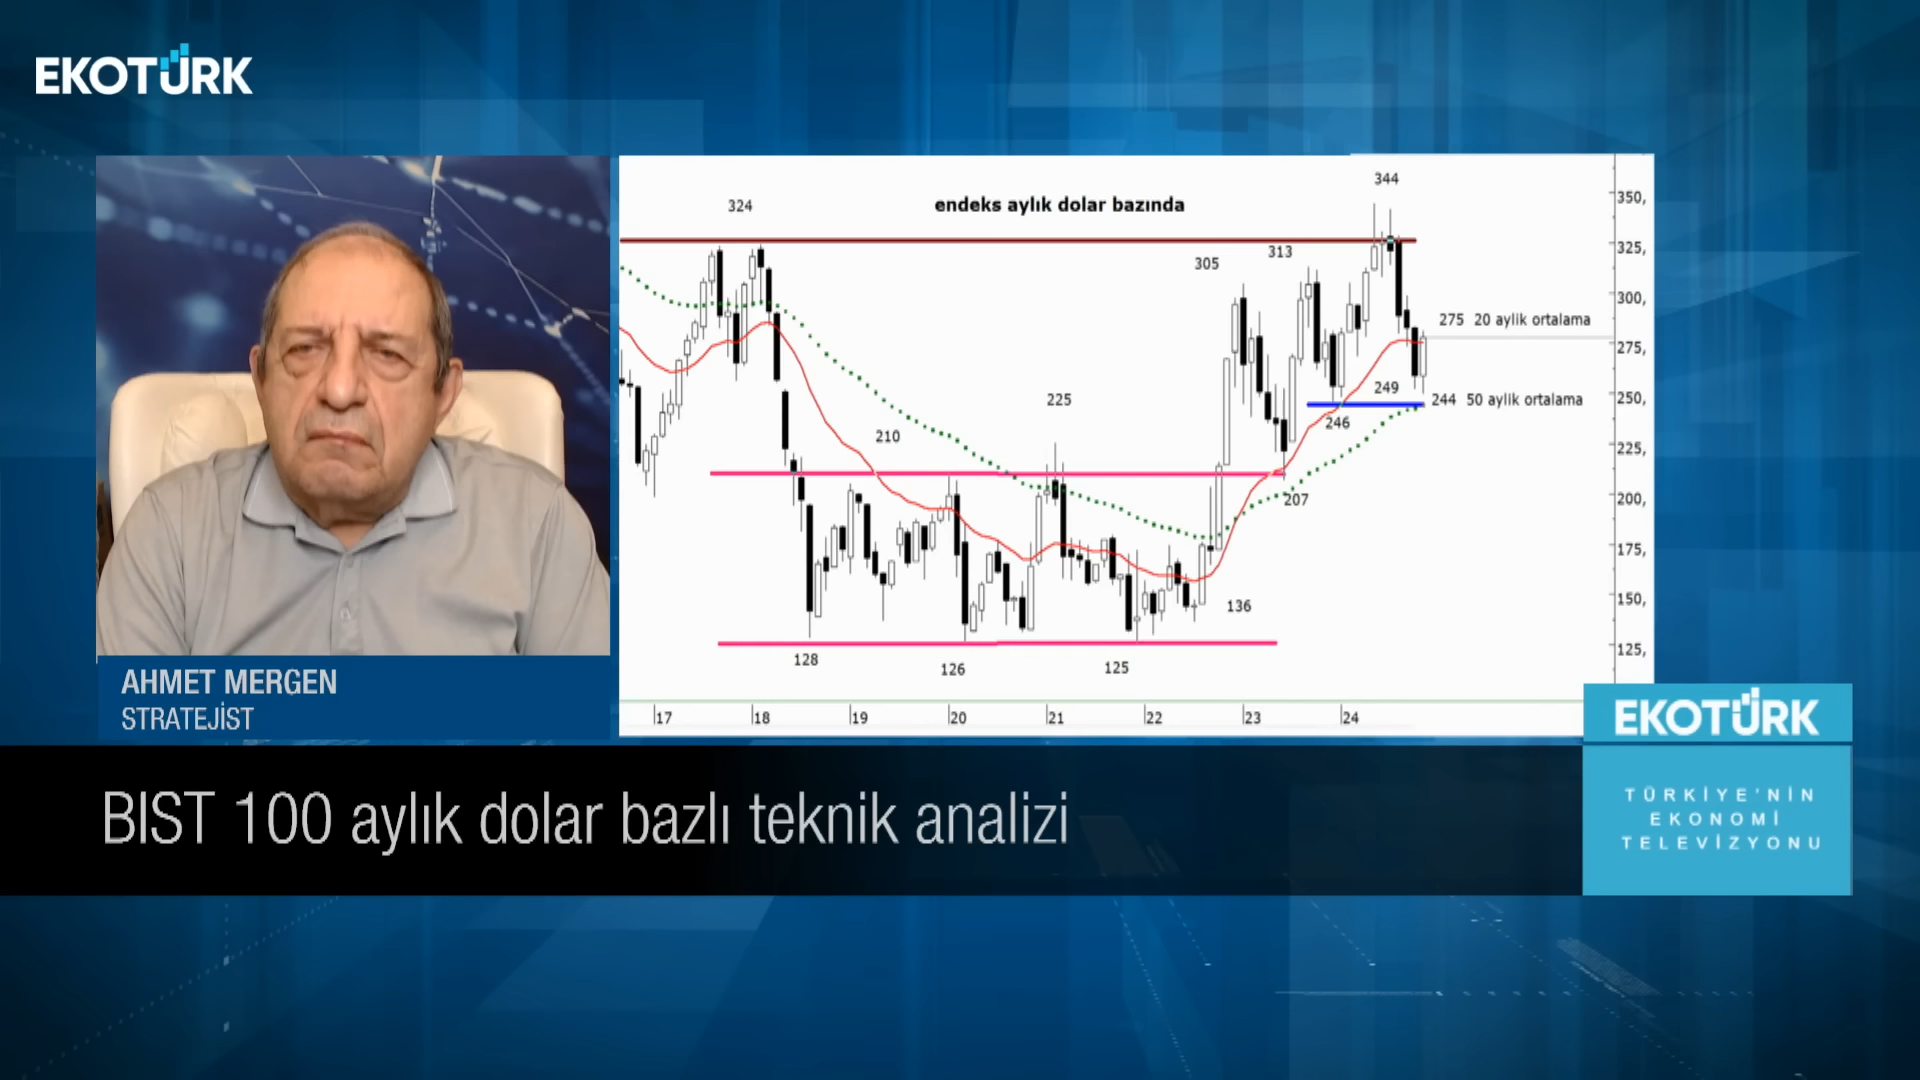 EKOTÜRK
344
324
endeks aylık dolar bazında
350,
325,
313
305
300,
275 20 aylik ortalama
275,
249
250,
244 50 aylik ortalama
225
246
210
225,
207
200,
175,
150,
136
125,
128
126
125
17
18
19
20
21
22
23
24
AHMET MERGEN
STRATEJİST
EKOTÜRK
BIST 100 aylık dolar bazlı teknik analizi
TÜRKİYE'NİN
EKONOMİ
TELEVİZYONU